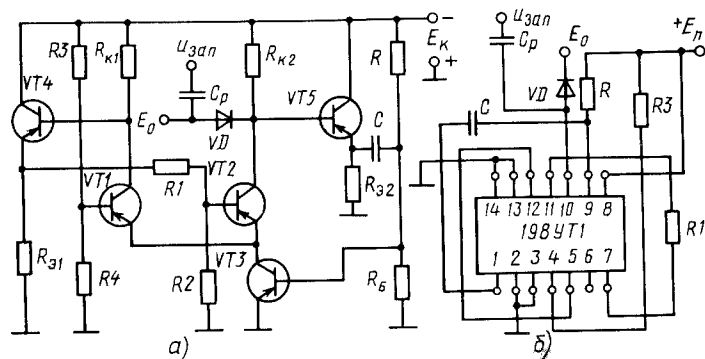 R3
Rк1
uзап
Cр
Rк2
R
−
Eк
+
VT4
E0
VD
VT5
C
VT1
R1
VT2
Rэ2
Rэ1
R4
R2
VT3
Rб
а)
uзап
Cр
E0
+Eп
VD
R
R3
C
14 13 12 11 10 9 8
198УТ1
R1
1 2 3 4 5 6 7
б)